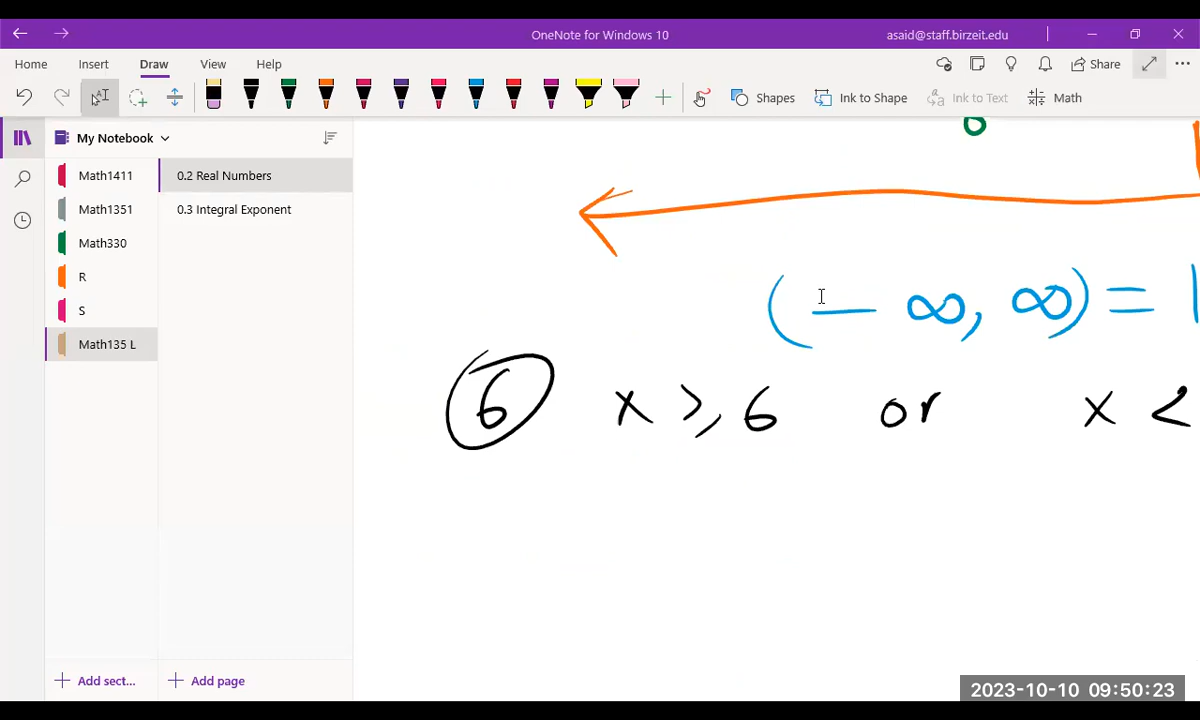 OneNote for Windows 10
asaid@staff.birzeit.edu
Home Insert Draw View Help
Share
Shapes Ink to Shape Ink to Text Math
My Notebook
Math1411 0.2 Real Numbers
Math1351 0.3 Integral Exponent
Math330
R
S
Math135 L
(− ∞, ∞) =
6 x ≥ 6 or x <
+ Add sect... + Add page
2023-10-10 09:50:23